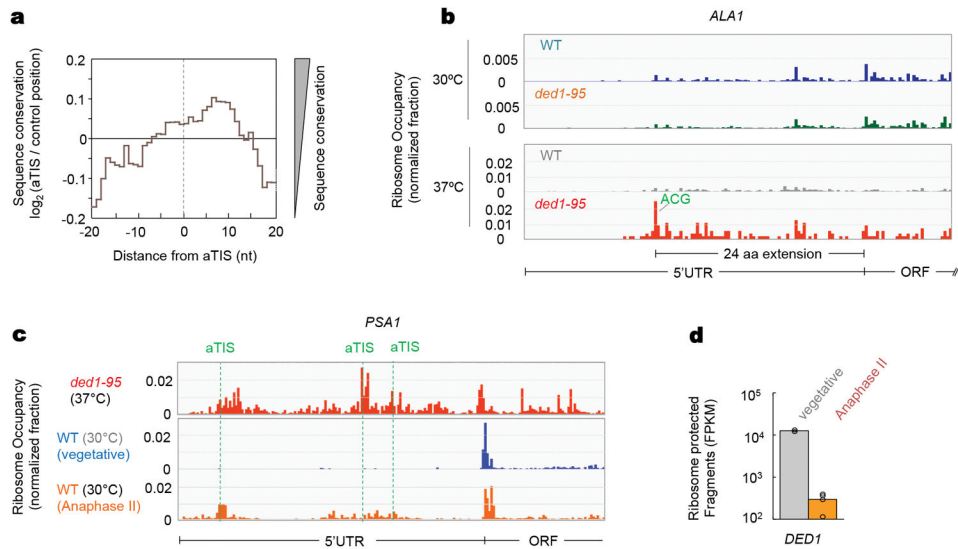 a
Sequence conservation
log2 (aTIS / control position)
0.2
0.1
0
-0.1
-0.2
-20
-10
0
10
20
Distance from aTIS (nt)
Sequence conservation
b
ALA1
Ribosome Occupancy
(normalized fraction)
30ºC
37ºC
WT
0.005
0
ded1-95
0.005
0
WT
0.02
0.01
0
ded1-95
ACG
0.02
0.01
0
24 aa extension
5'UTR
ORF
c
PSA1
aTIS
aTIS
aTIS
Ribosome Occupancy
(normalized fraction)
ded1-95
(37°C)
0.02
0
WT (30°C)
(vegetative)
0.02
0
WT (30°C)
(Anaphase II)
0.02
0
5'UTR
ORF
d
Ribosome protected
Fragments (FPKM)
vegetative
Anaphase II
10^5
10^4
10^3
10^2
DED1